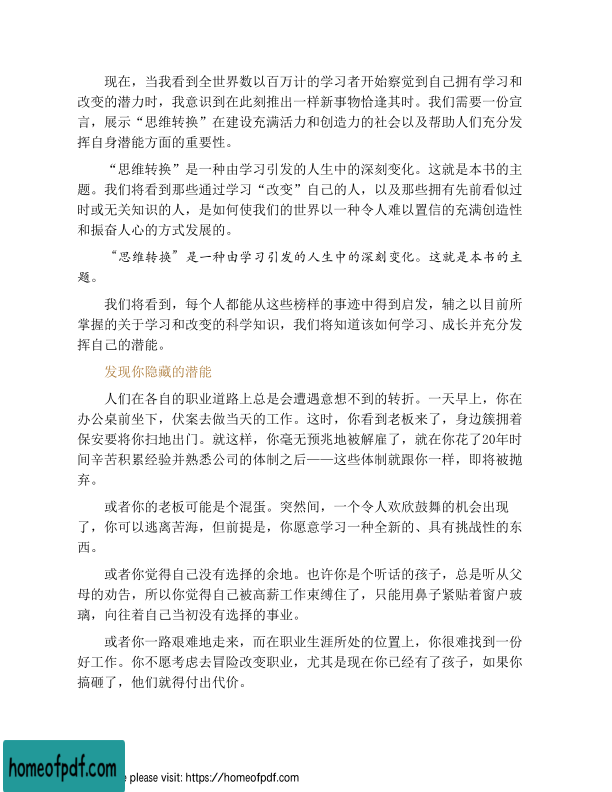 现在，当我看到全世界数以百万计的学习者开始察觉到自己拥有学习和
改变的潜力时，我意识到在此刻推出一样新事物恰逢其时。我们需要一份宣
言，展示“思维转换”在建设充满活力和创造力的社会以及帮助人们充分发
挥自身潜能方面的重要性。
“思维转换”是一种由学习引发的人生中的深刻变化。这就是本书的主
题。我们将看到那些通过学习“改变”自己的人，以及那些拥有先前看似过
时或无关知识的人，是如何使我们的世界以一种令人难以置信的充满创造性
和振奋人心的方式发展的。
“思维转换”是一种由学习引发的人生中的深刻变化。这就是本书的主
题。
我们将看到，每个人都能从这些榜样的事迹中得到启发，辅之以目前所
掌握的关于学习和改变的科学知识，我们将知道该如何学习、成长并充分发
挥自己的潜能。
发现你隐藏的潜能
人们在各自的职业道路上总是会遭遇意想不到的转折。一天早上，你在
办公桌前坐下，伏案去做当天的工作。这时，你看到老板来了，身边簇拥着
保安要将你扫地出门。就这样，你毫无预兆地被解雇了，就在你花了20年时
间辛苦积累经验并熟悉公司的体制之后——这些体制就跟你一样，即将被抛
弃。
或者你的老板可能是个混蛋。突然间，一个令人欢欣鼓舞的机会出现
了，你可以逃离苦海，但前提是，你愿意学习一种全新的、具有挑战性的东
西。
或者你觉得自己没有选择的余地。也许你是个听话的孩子，总是听从父
母的劝告，所以你觉得自己被高薪工作束缚住了，只能用鼻子紧贴着窗户玻
璃，向往着自己当初没有选择的事业。
或者你一路艰难地走来，而在职业生涯所处的位置上，你很难找到一份
好工作。你不愿考虑去冒险改变职业，尤其是现在你已经有了孩子，如果你
搞砸了，他们就得付出代价。
homeofpdf.com
e please visit: https://homeofpdf.com